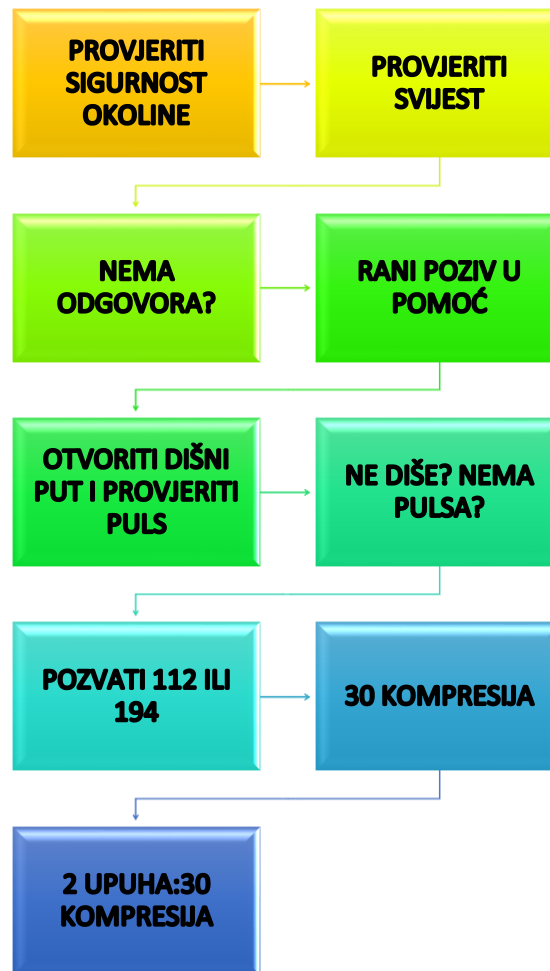 PROVJERITI
SIGURNOST
OKOLINE
PROVJERITI
SVIJEST
NEMA
ODGOVORA?
RANI POZIV U
POMOĆ
OTVORITI DIŠNI
PUT I PROVJERITI
PULS
NE DIŠE? NEMA
PULSA?
POZVATI 112 ILI
194
30 KOMPRESIJA
2 UPUHA:30
KOMPRESIJA